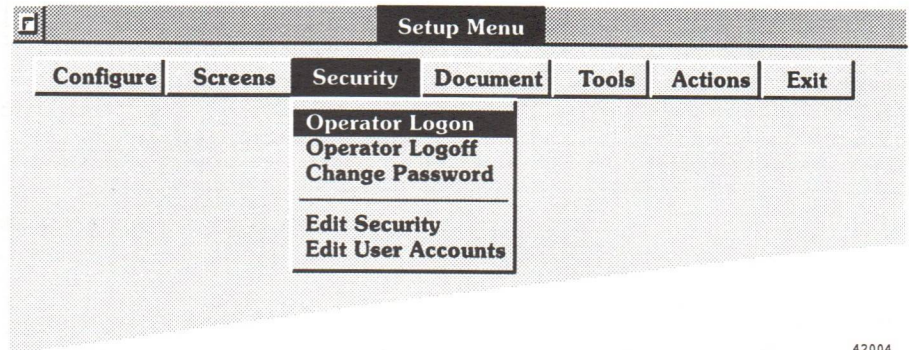 Setup Menu
Configure Screens Security Document Tools Actions Exit
Operator Logon
Operator Logoff
Change Password
Edit Security
Edit User Accounts
42004